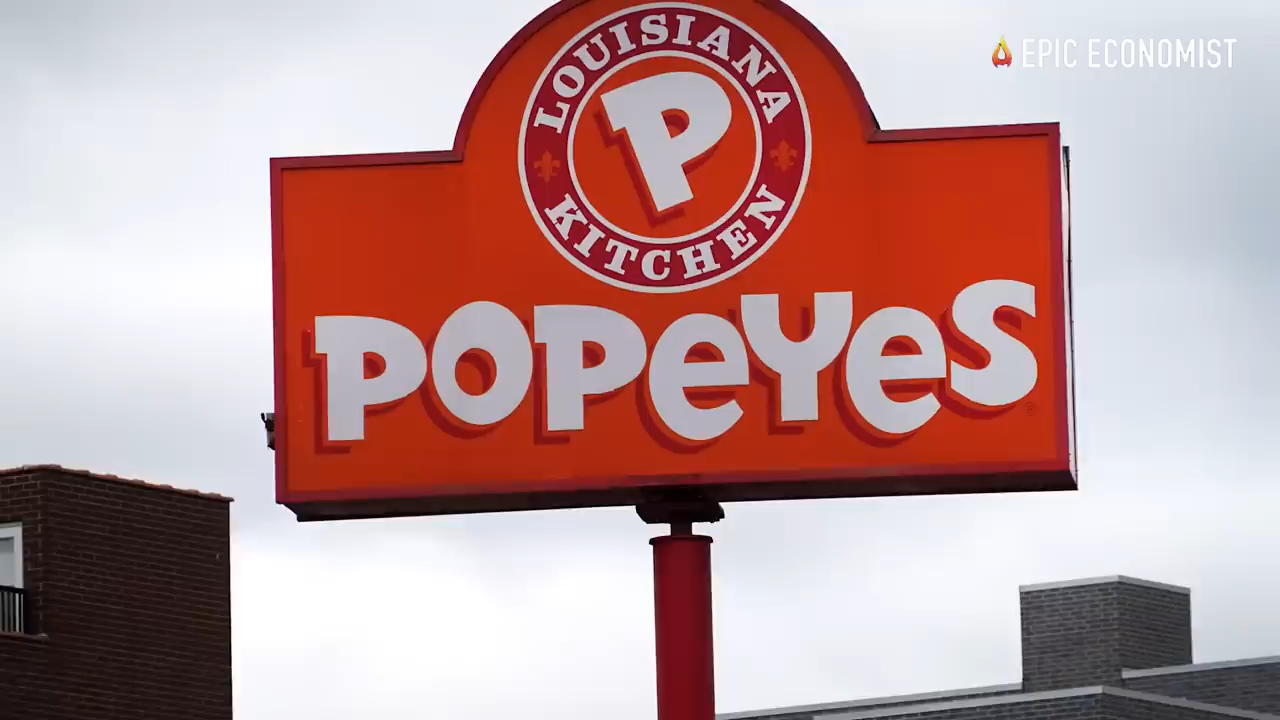 EPIC ECONOMIST
LOUISIANA
P
KITCHEN
POPEYES
®